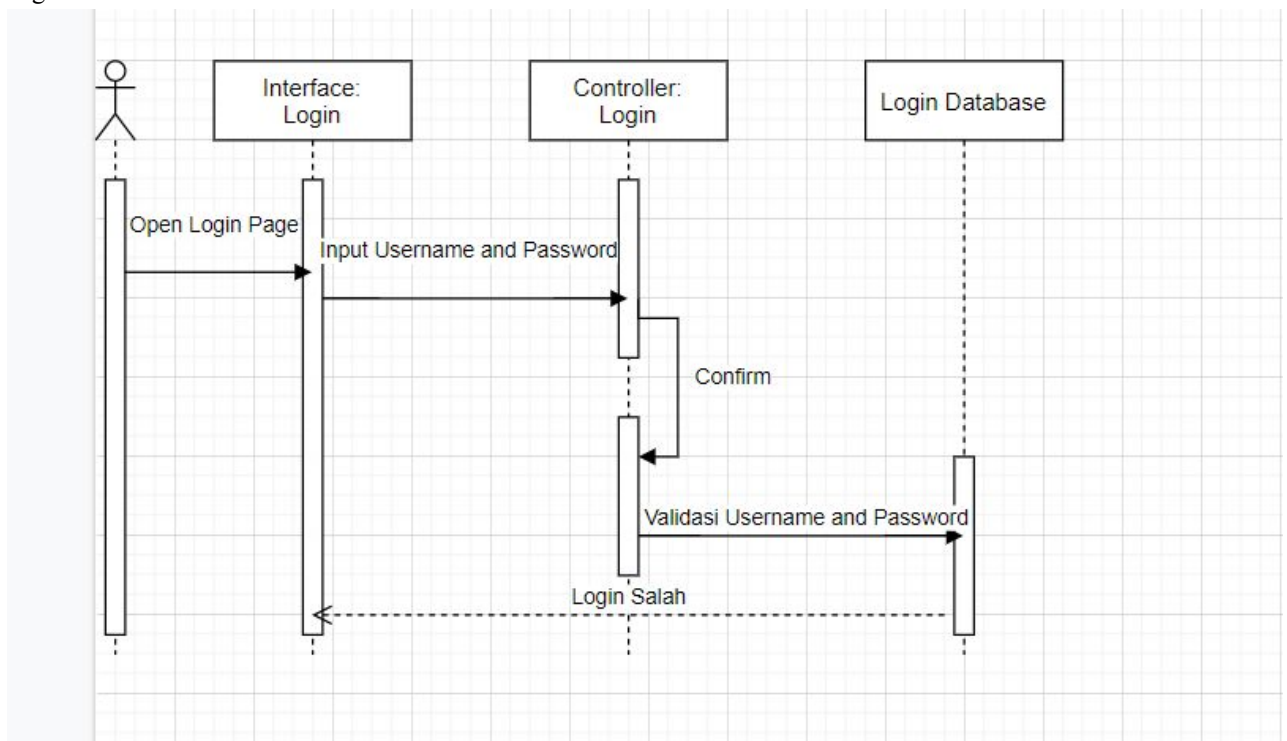 Interface:
Login
Controller:
Login
Login Database
Open Login Page
Input Username and Password
Confirm
Validasi Username and Password
Login Salah